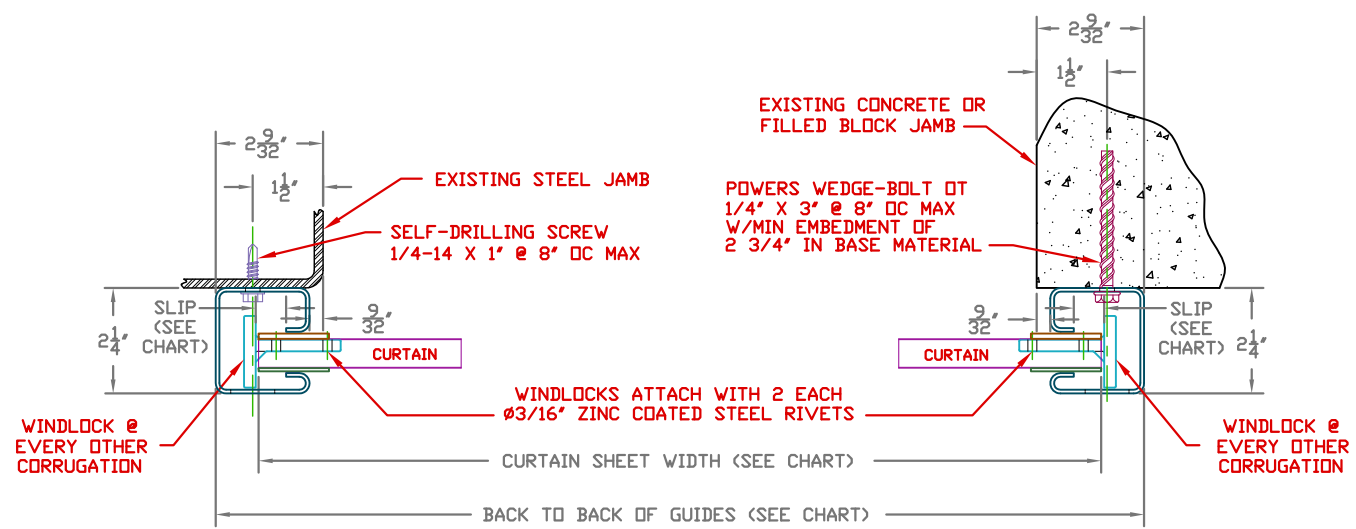 2 9/32"
1 1/2"
EXISTING STEEL JAMB
SELF-DRILLING SCREW
1/4-14 X 1" @ 8" OC MAX
SLIP
(SEE
CHART)
2 1/4"
9/32"
CURTAIN
WINDLOCK @
EVERY OTHER
CORRUGATION
2 9/32"
1 1/2"
EXISTING CONCRETE OR
FILLED BLOCK JAMB
POWERS WEDGE-BOLT OT
1/4" X 3" @ 8" OC MAX
W/MIN EMBEDMENT OF
2 3/4" IN BASE MATERIAL
9/32"
SLIP
(SEE
CHART)
2 1/4"
CURTAIN
WINDLOCKS ATTACH WITH 2 EACH
Ø3/16" ZINC COATED STEEL RIVETS
WINDLOCK @
EVERY OTHER
CORRUGATION
CURTAIN SHEET WIDTH (SEE CHART)
BACK TO BACK OF GUIDES (SEE CHART)